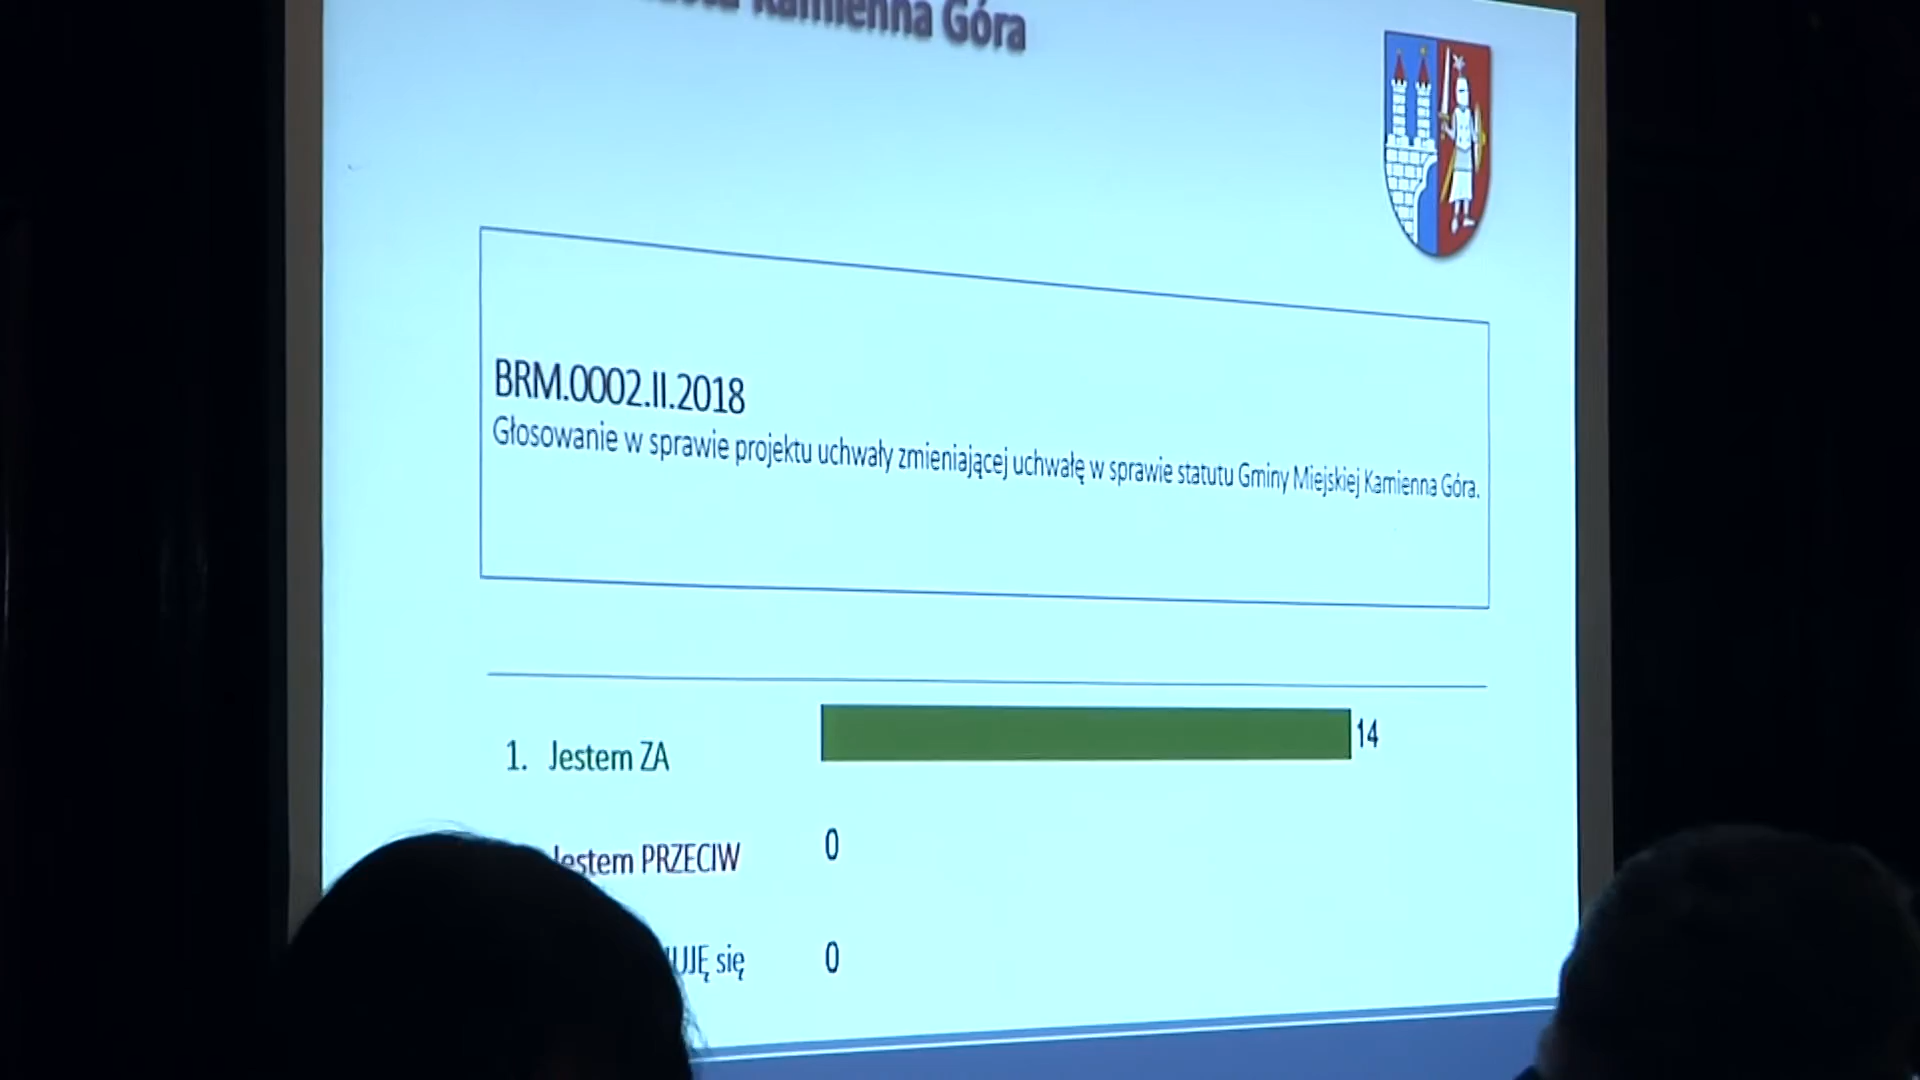 Kamienna Góra
BRM.0002.II.2018
Głosowanie w sprawie projektu uchwały zmieniającej uchwałę w sprawie statutu Gminy Miejskiej Kamienna Góra.
1. Jestem ZA 14
Jestem PRZECIW 0
się 0